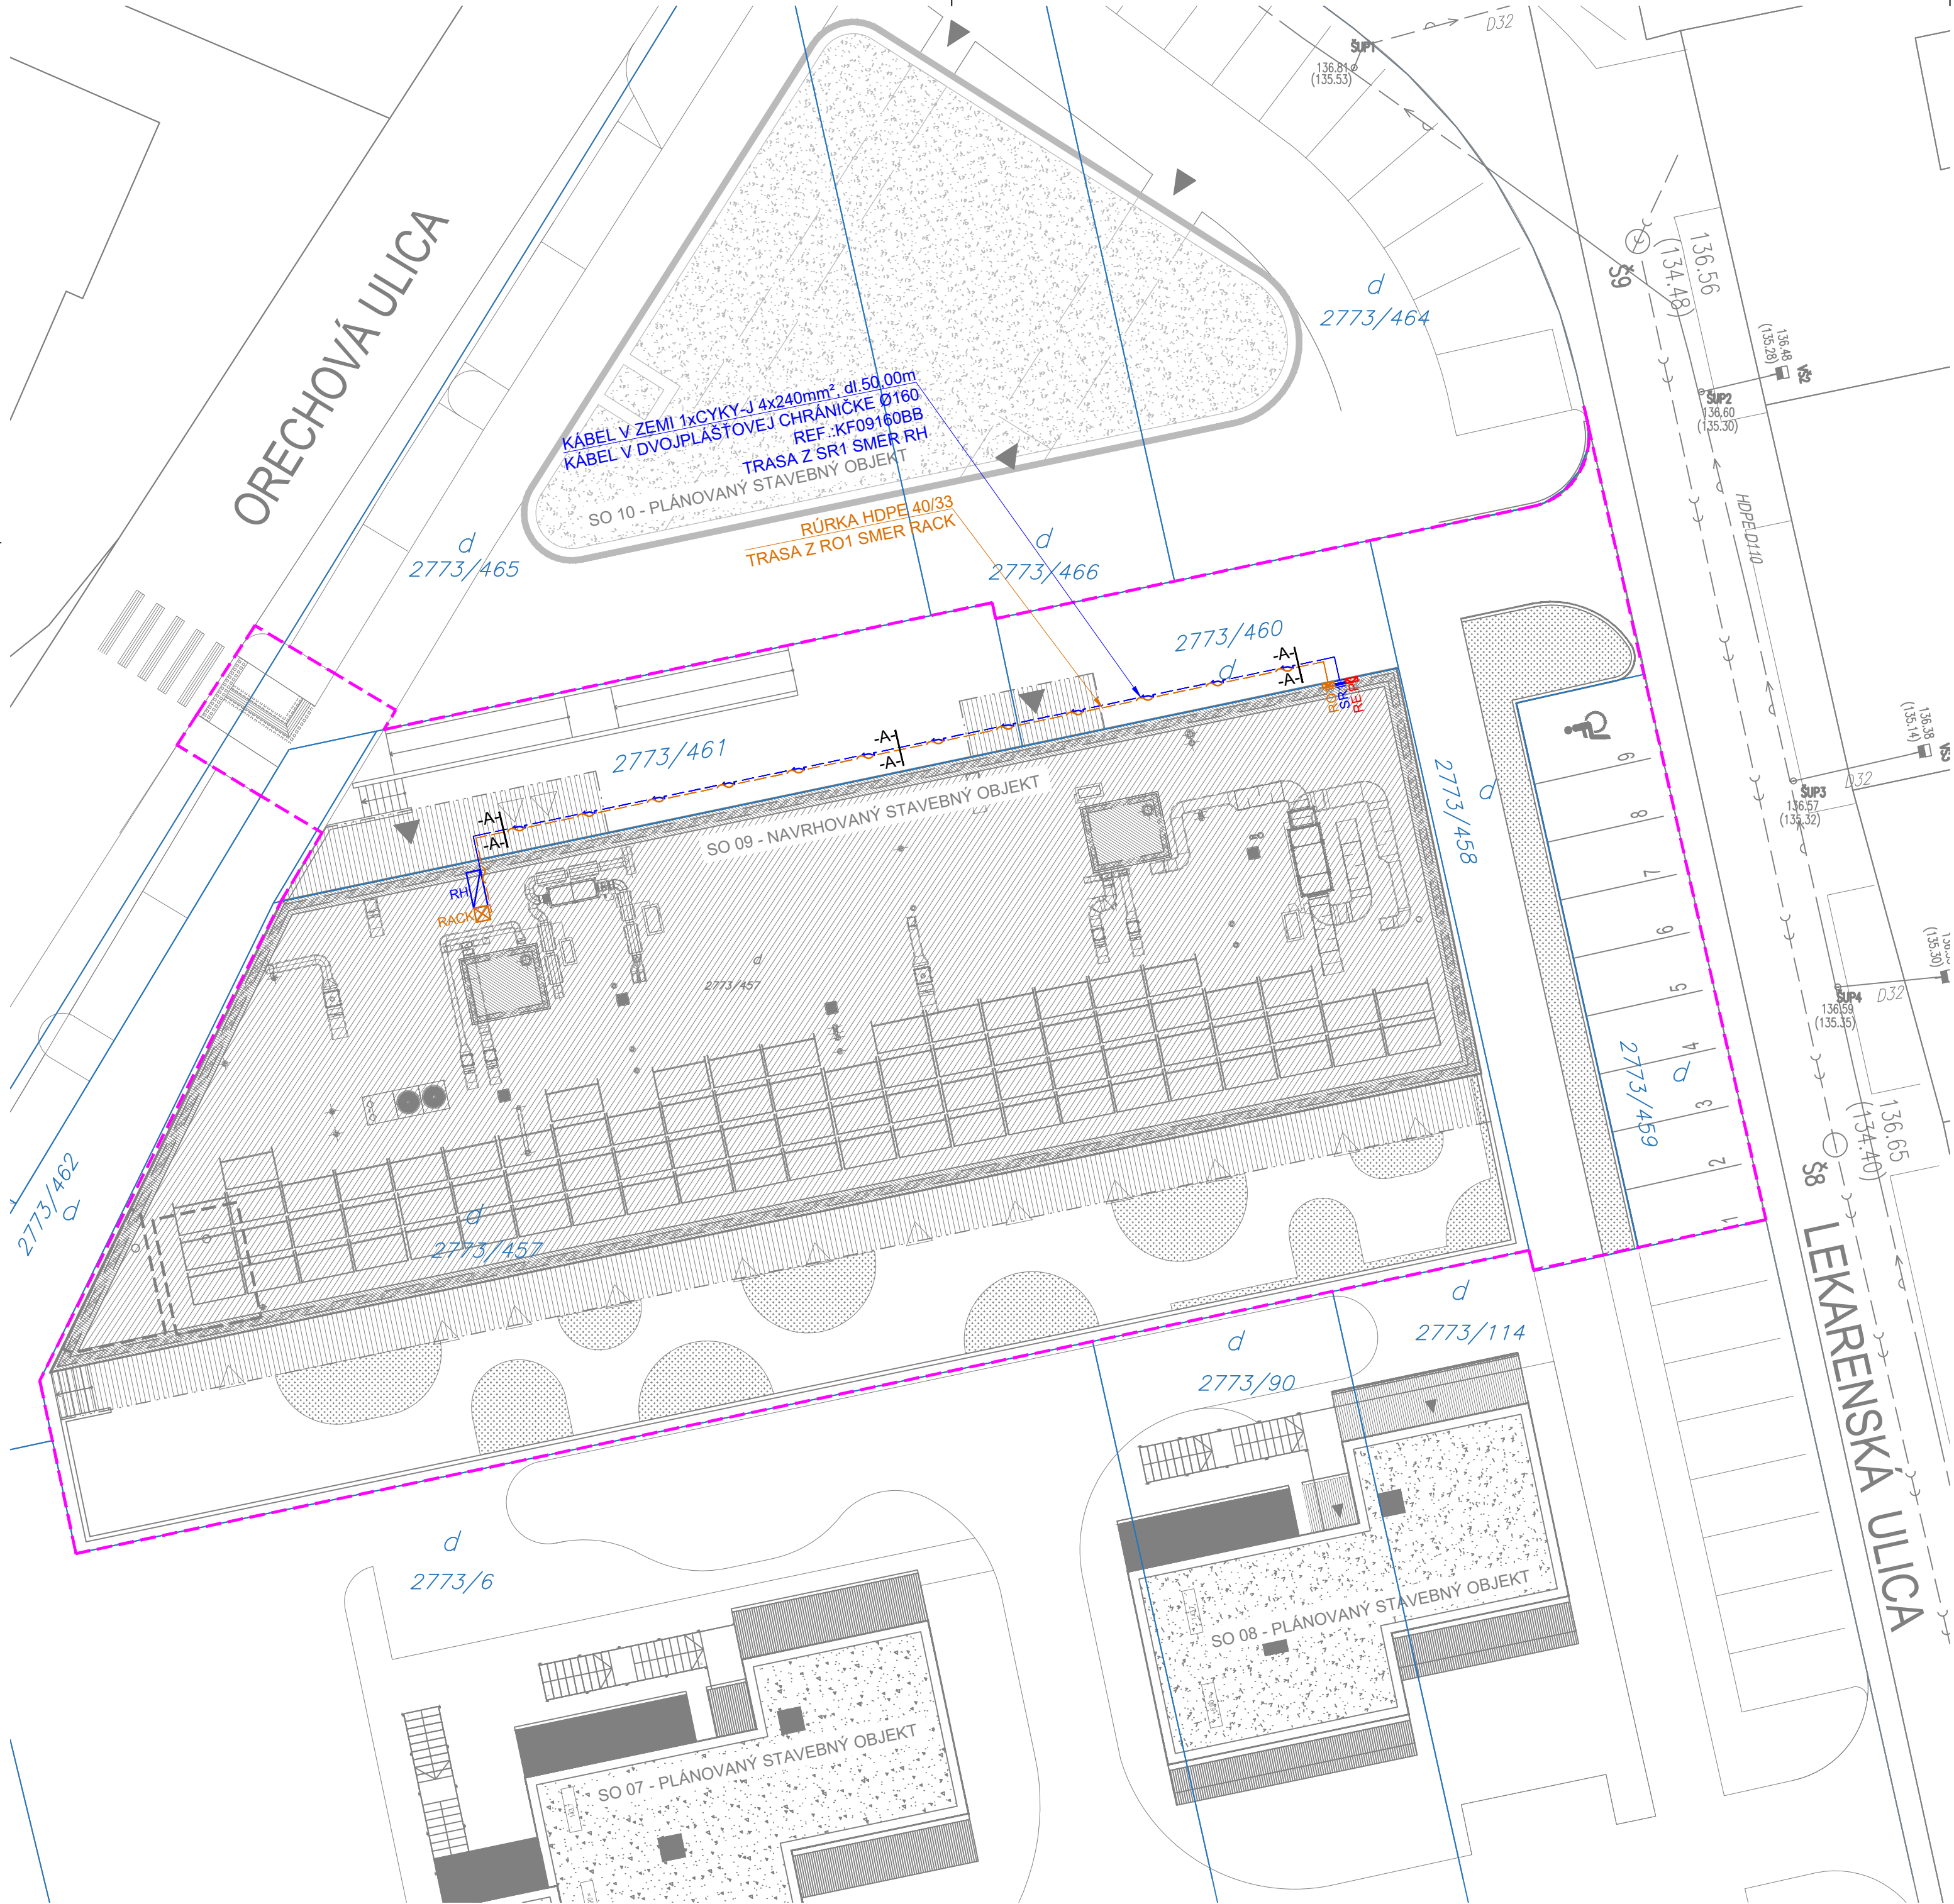 D32
ŠUP1
136.81
(135.53)
ORECHOVÁ ULICA
Š9
136.56
(134.48)
d
2773/464
136.48
(135.28)
VŠ2
ŠUP2
136.60
(135.30)
KÁBEL V ZEMI 1xCYKY-J 4x240mm², dl.50,00m
KÁBEL V DVOJPLÁŠŤOVEJ CHRÁNIČKE Ø160
REF.:KF09160BB
TRASA Z SR1 SMER RH
SO 10 - PLÁNOVANÝ STAVEBNÝ OBJEKT
RÚRKA HDPE 40/33
TRASA Z RO1 SMER RACK
HDPED110
d
2773/465
d
2773/466
2773/460
d
-A-
-A-
RO1
SR1
2773/461
-A-
-A-
-A-
-A-
SO 09 - NAVRHOVANÝ STAVEBNÝ OBJEKT
RH
RACK
d
2773/457
2773/458
d
9
8
7
6
5
4
3
2
1
136.38
(135.14)
VŠ3
D32
ŠUP3
136.57
(135.32)
(135.30)
ŠUP4
D32
136.59
(135.35)
2773/459
d
136.65
(134.40)
Š8
LEKARENSKÁ ULICA
2773/462
d
d
2773/457
d
2773/114
d
2773/90
d
2773/6
SO 08 - PLÁNOVANÝ STAVEBNÝ OBJEKT
SO 07 - PLÁNOVANÝ STAVEBNÝ OBJEKT